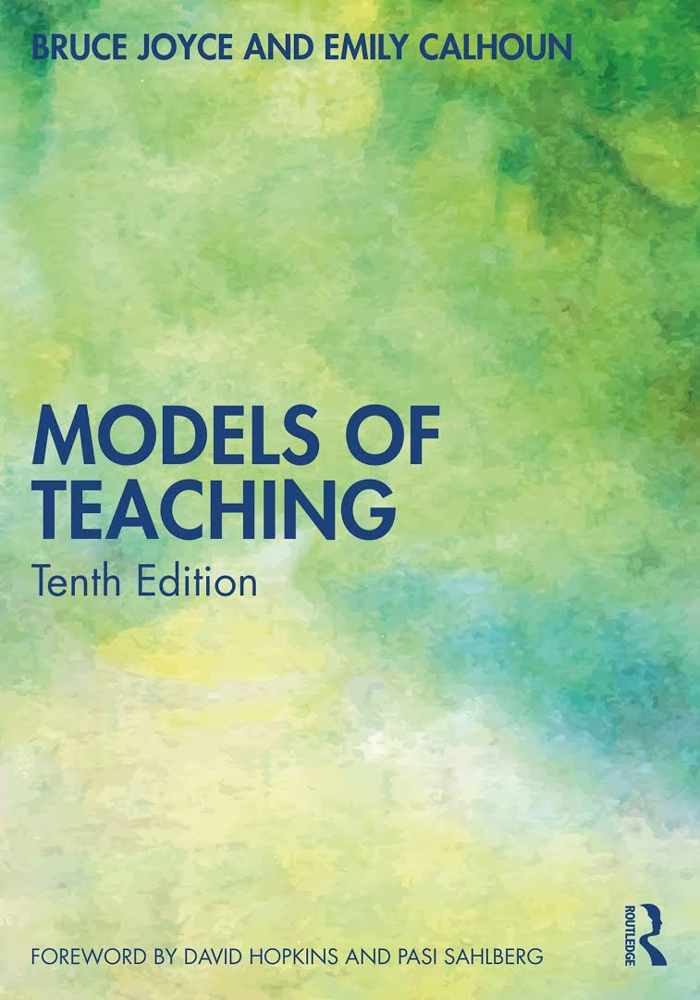 BRUCE JOYCE AND EMILY CALHOUN
MODELS OF
TEACHING
Tenth Edition
FOREWORD BY DAVID HOPKINS AND PASI SAHLBERG
ROUTLEDGE